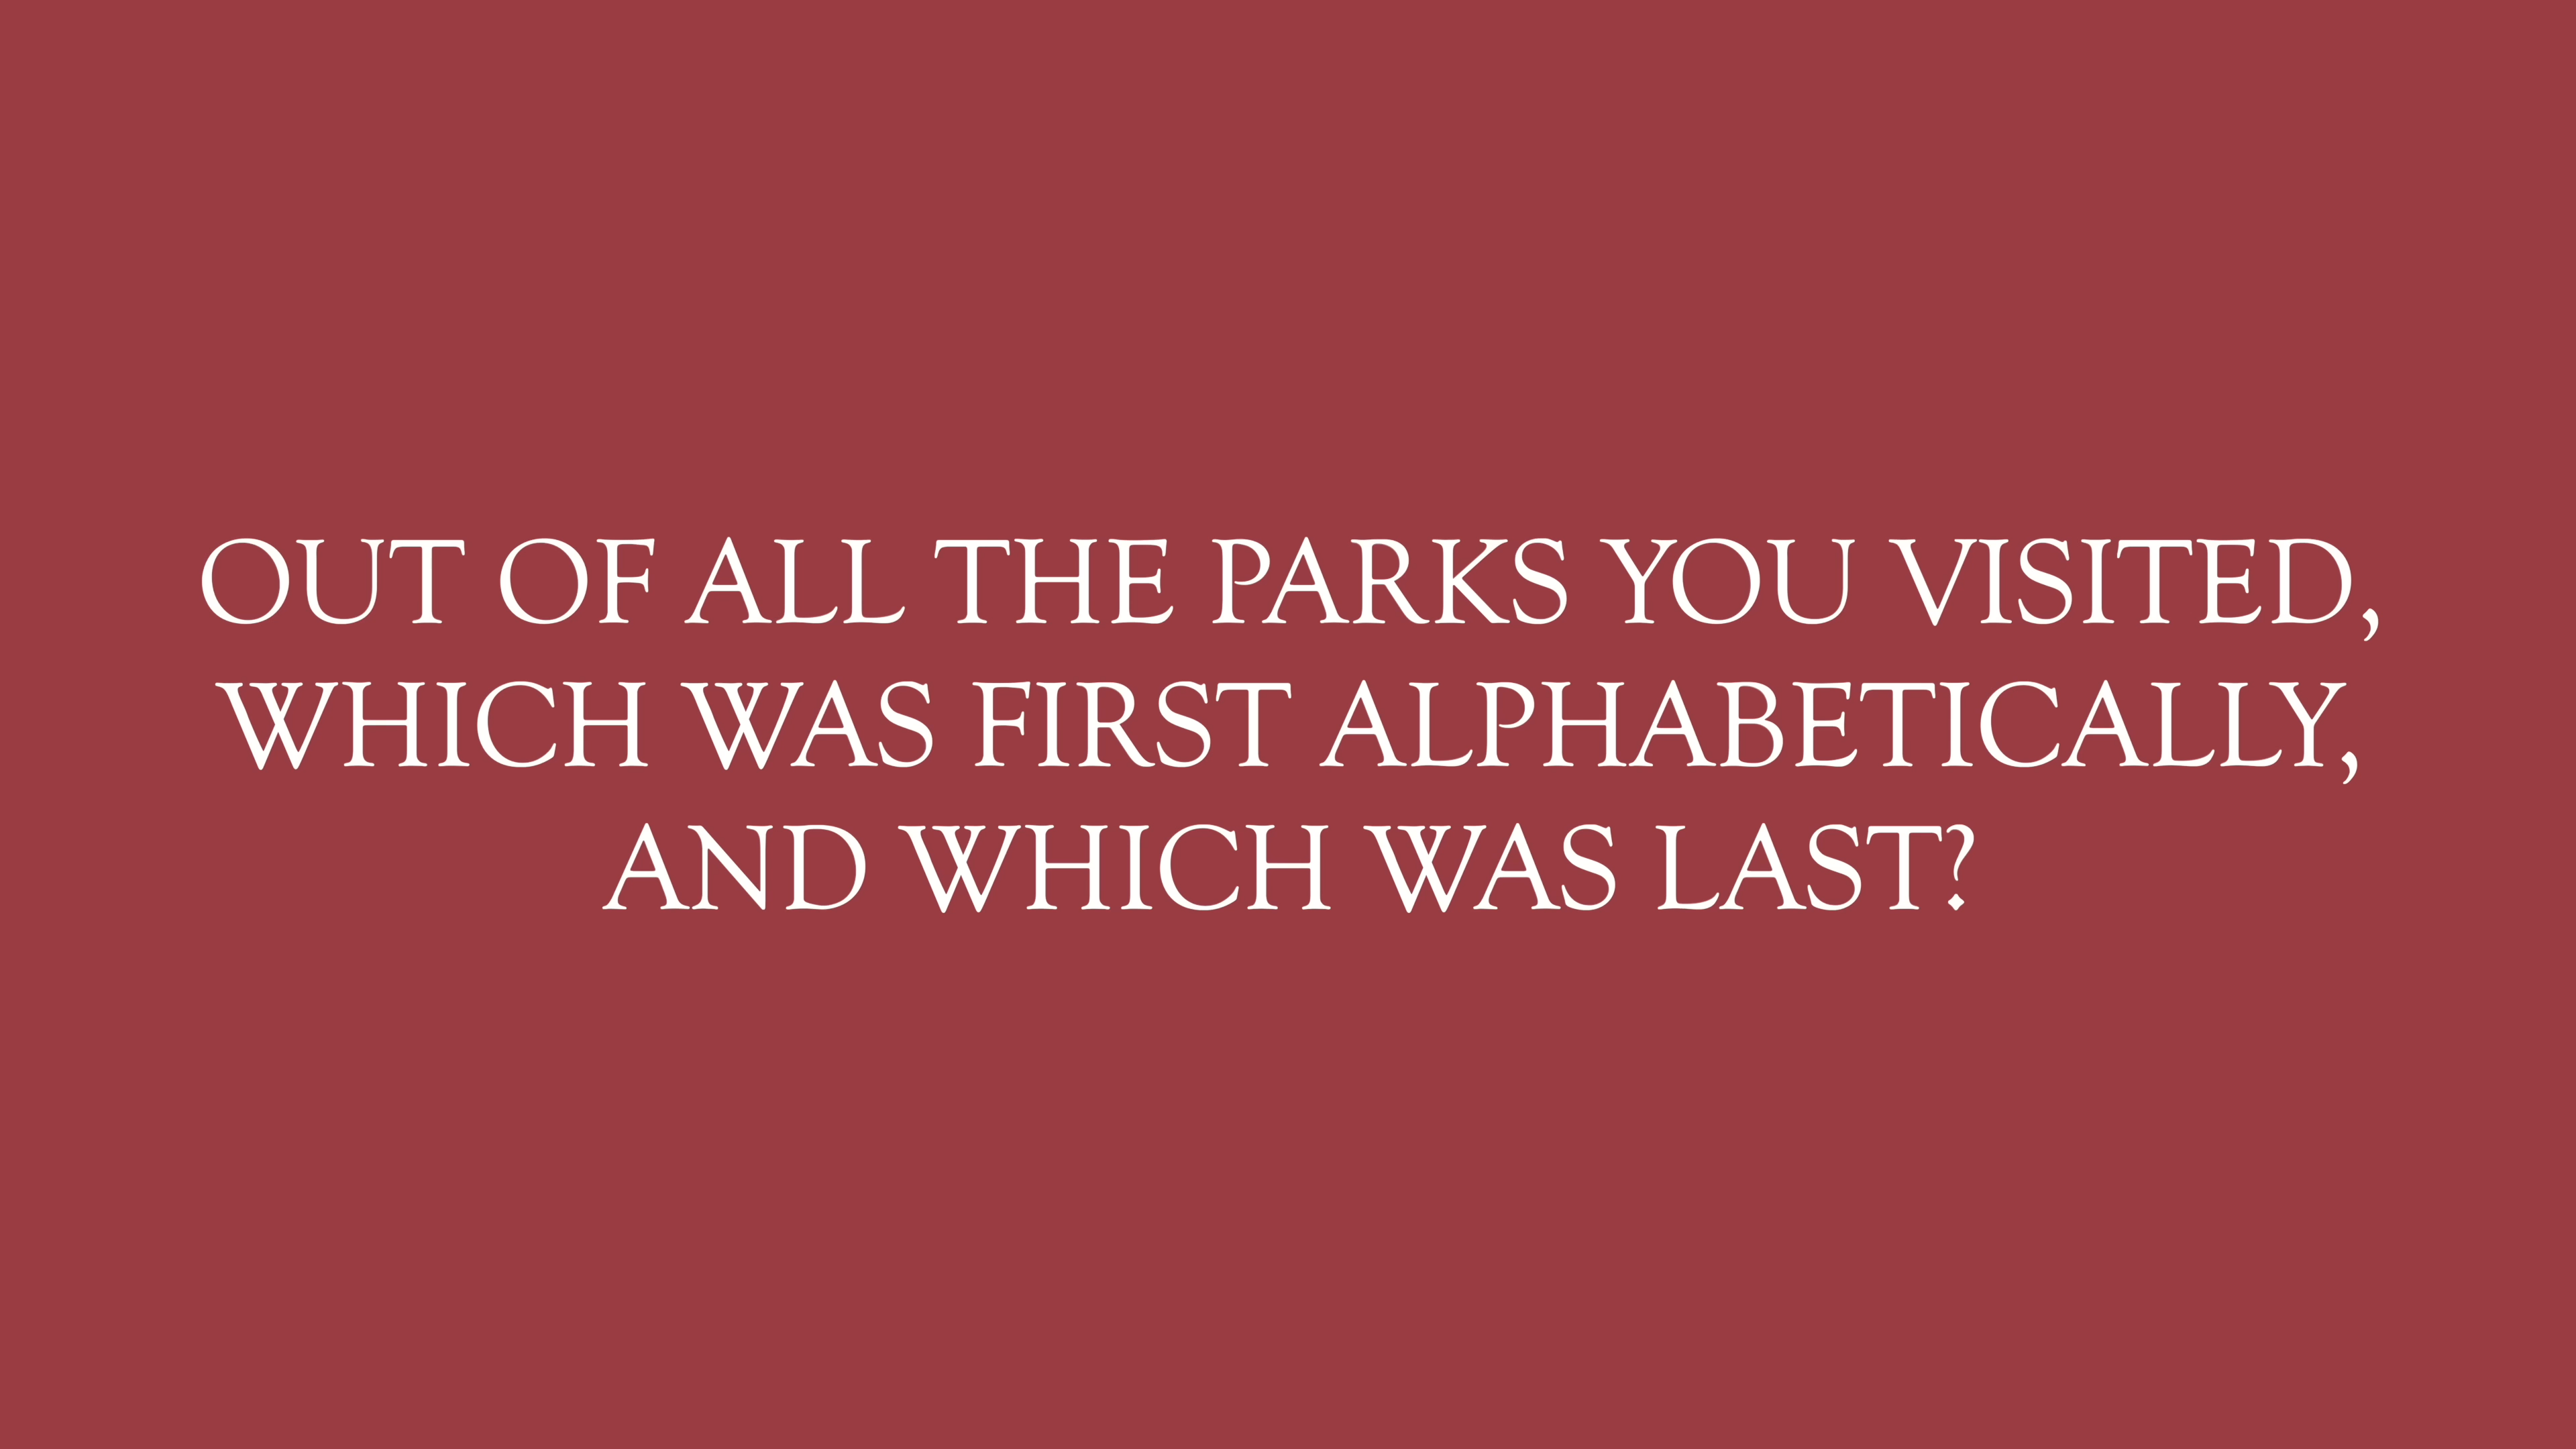 OUT OF ALL THE PARKS YOU VISITED,
WHICH WAS FIRST ALPHABETICALLY,
AND WHICH WAS LAST?